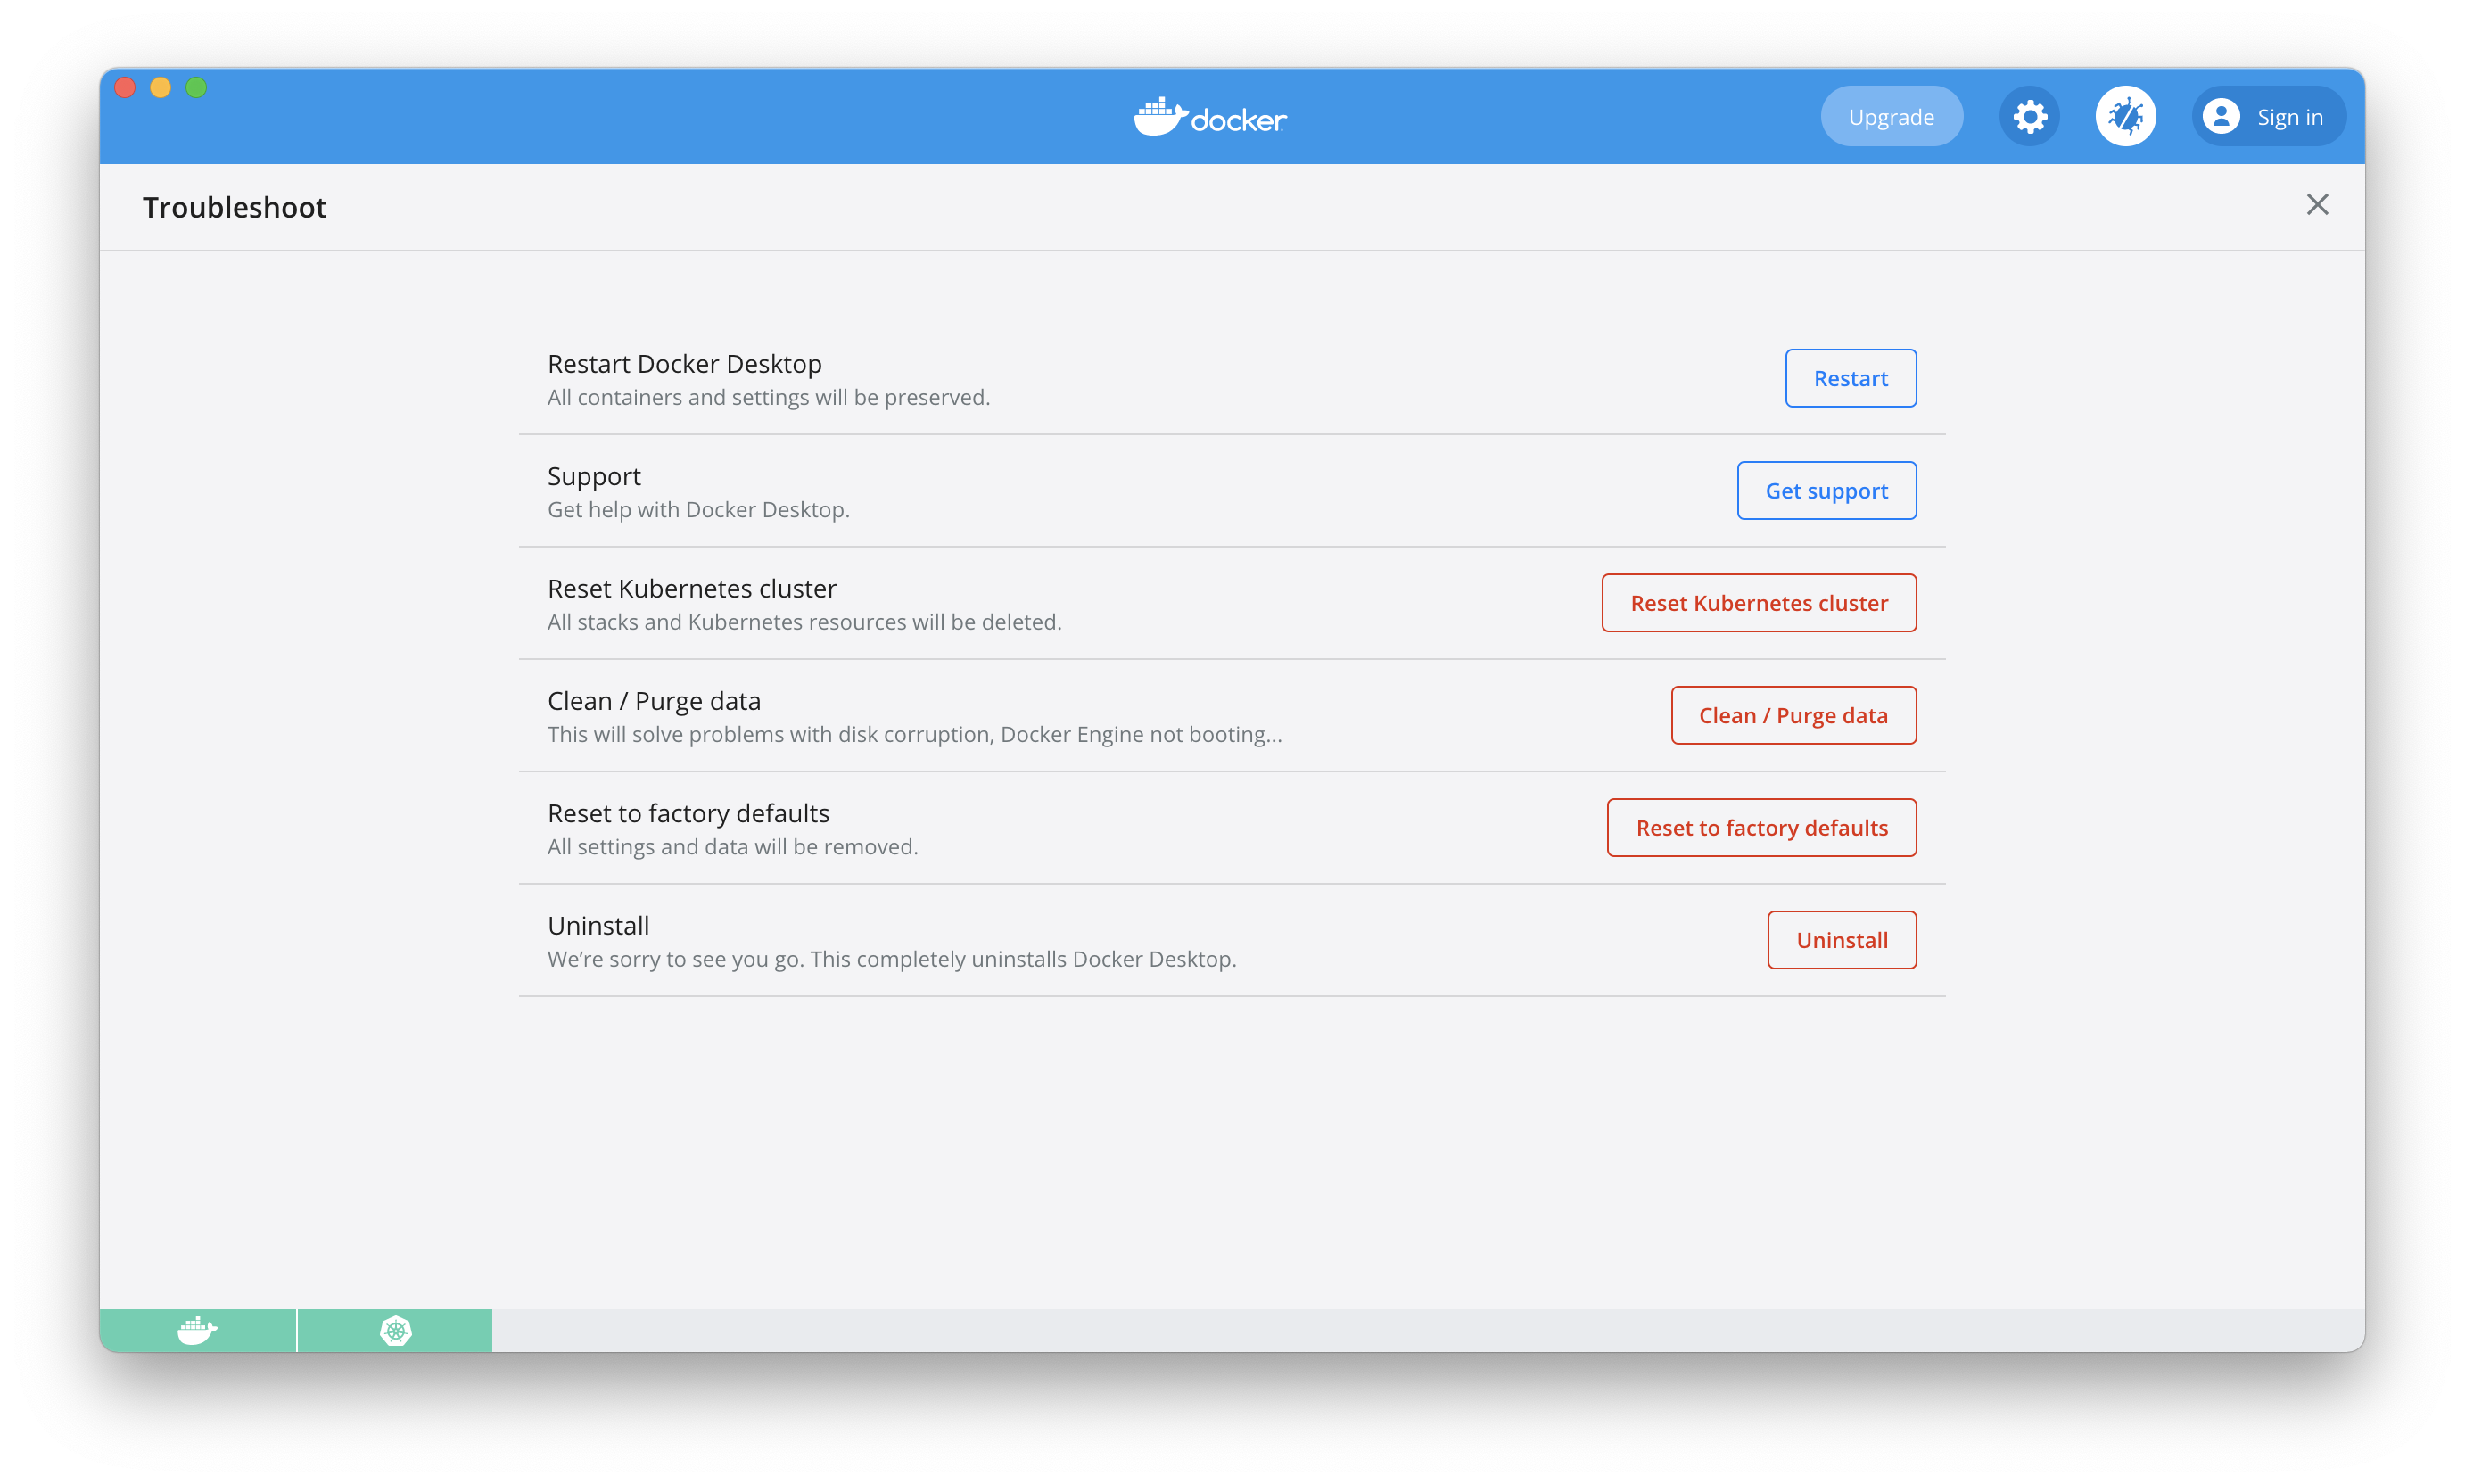 docker
Upgrade
Sign in
Troubleshoot
Restart Docker Desktop
All containers and settings will be preserved.
Restart
Support
Get help with Docker Desktop.
Get support
Reset Kubernetes cluster
All stacks and Kubernetes resources will be deleted.
Reset Kubernetes cluster
Clean / Purge data
This will solve problems with disk corruption, Docker Engine not booting...
Clean / Purge data
Reset to factory defaults
All settings and data will be removed.
Reset to factory defaults
Uninstall
We’re sorry to see you go. This completely uninstalls Docker Desktop.
Uninstall